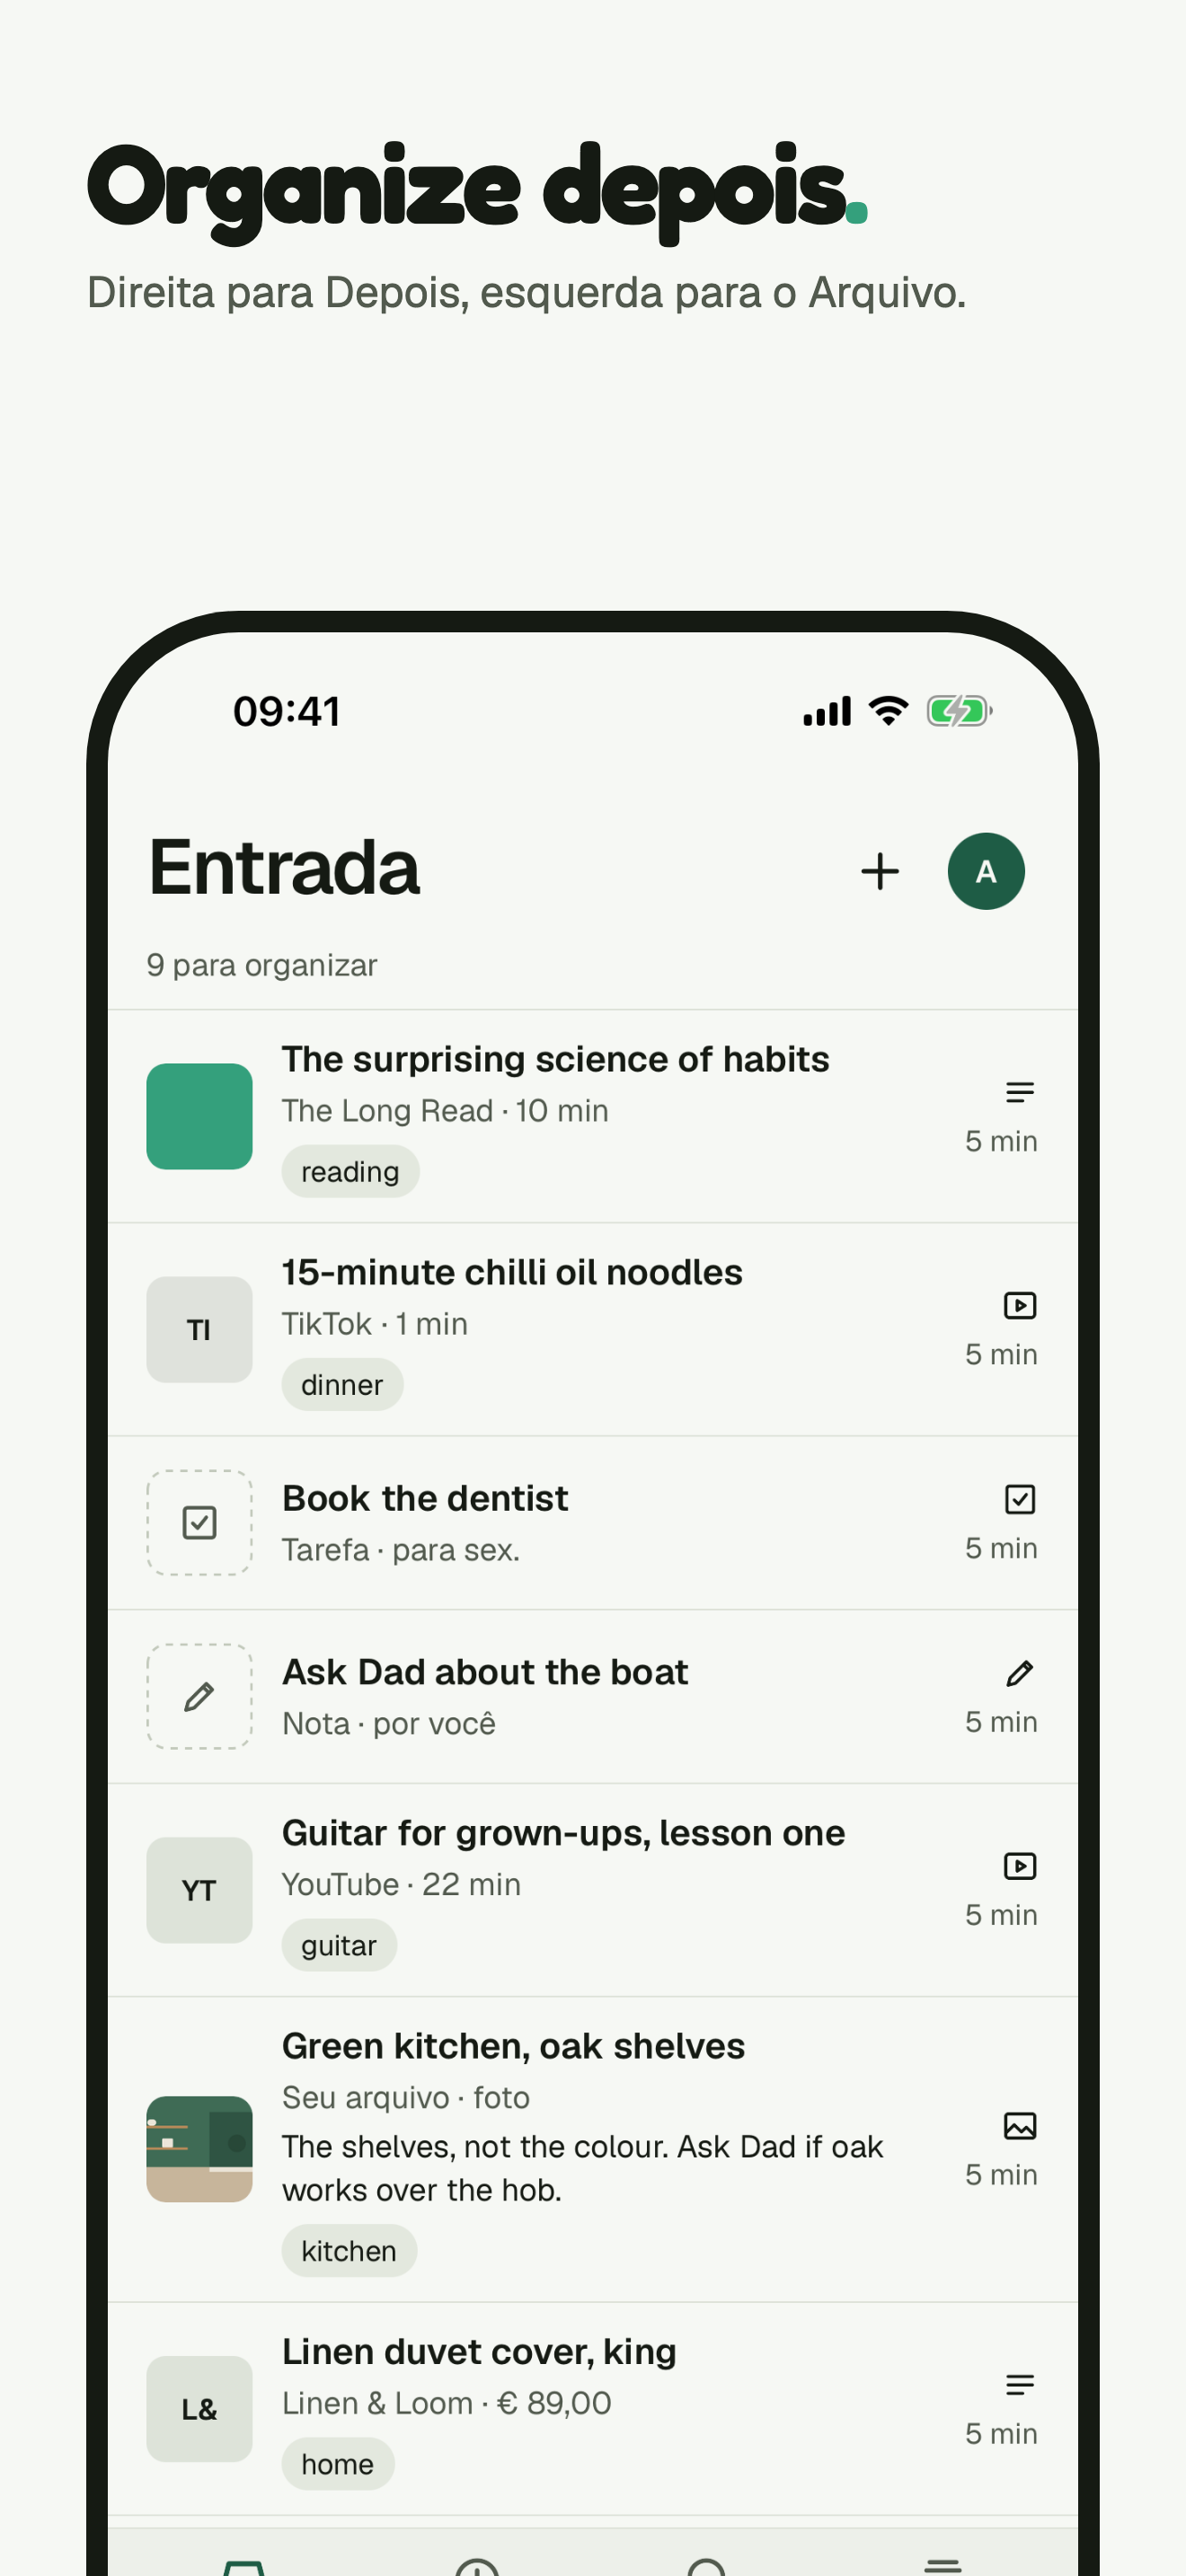 Organize depois.
Direita para Depois, esquerda para o Arquivo.
09:41
Entrada
A
9 para organizar
The surprising science of habits
The Long Read · 10 min
reading
5 min
TI
15-minute chilli oil noodles
TikTok · 1 min
dinner
5 min
Book the dentist
Tarefa · para sex.
5 min
Ask Dad about the boat
Nota · por você
5 min
YT
Guitar for grown-ups, lesson one
YouTube · 22 min
guitar
5 min
Green kitchen, oak shelves
Seu arquivo · foto
The shelves, not the colour. Ask Dad if oak
works over the hob.
kitchen
5 min
L&
Linen duvet cover, king
Linen & Loom · € 89,00
home
5 min